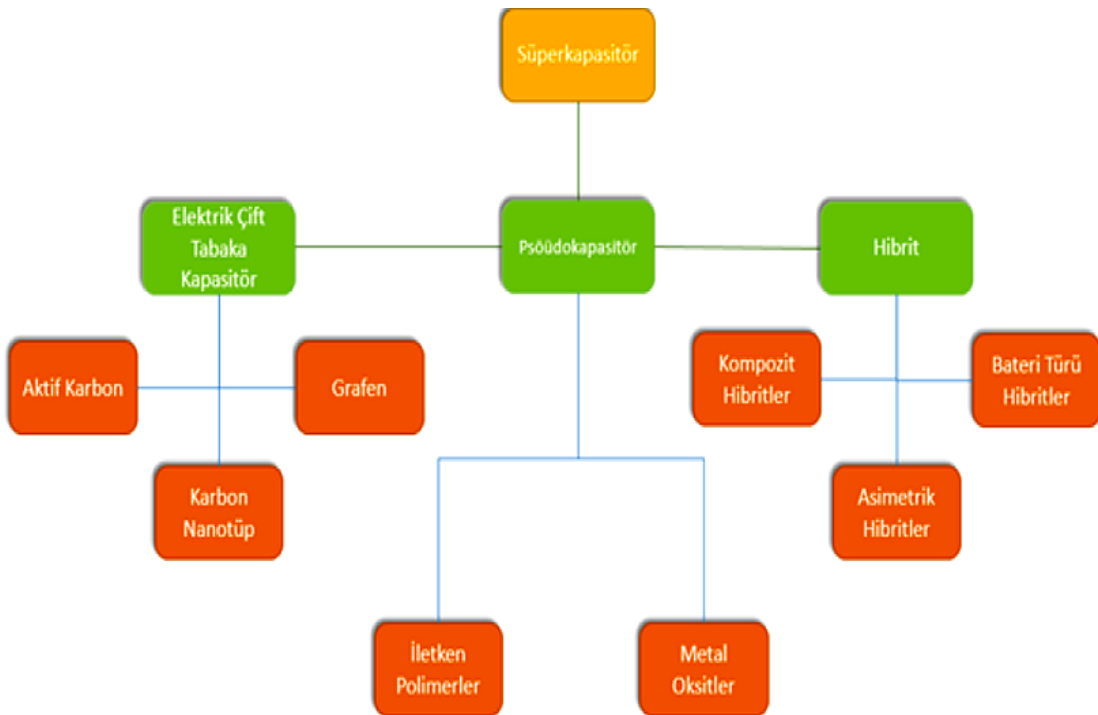 Süperkapasitör
Elektrik Çift
Tabaka
Kapasitör
Psöüdokapasitör
Hibrit
Aktif Karbon
Grafen
Karbon
Nanotüp
Kompozit
Hibritler
Bateri Türü
Hibritler
Asimetrik
Hibritler
İletken
Polimerler
Metal
Oksitler